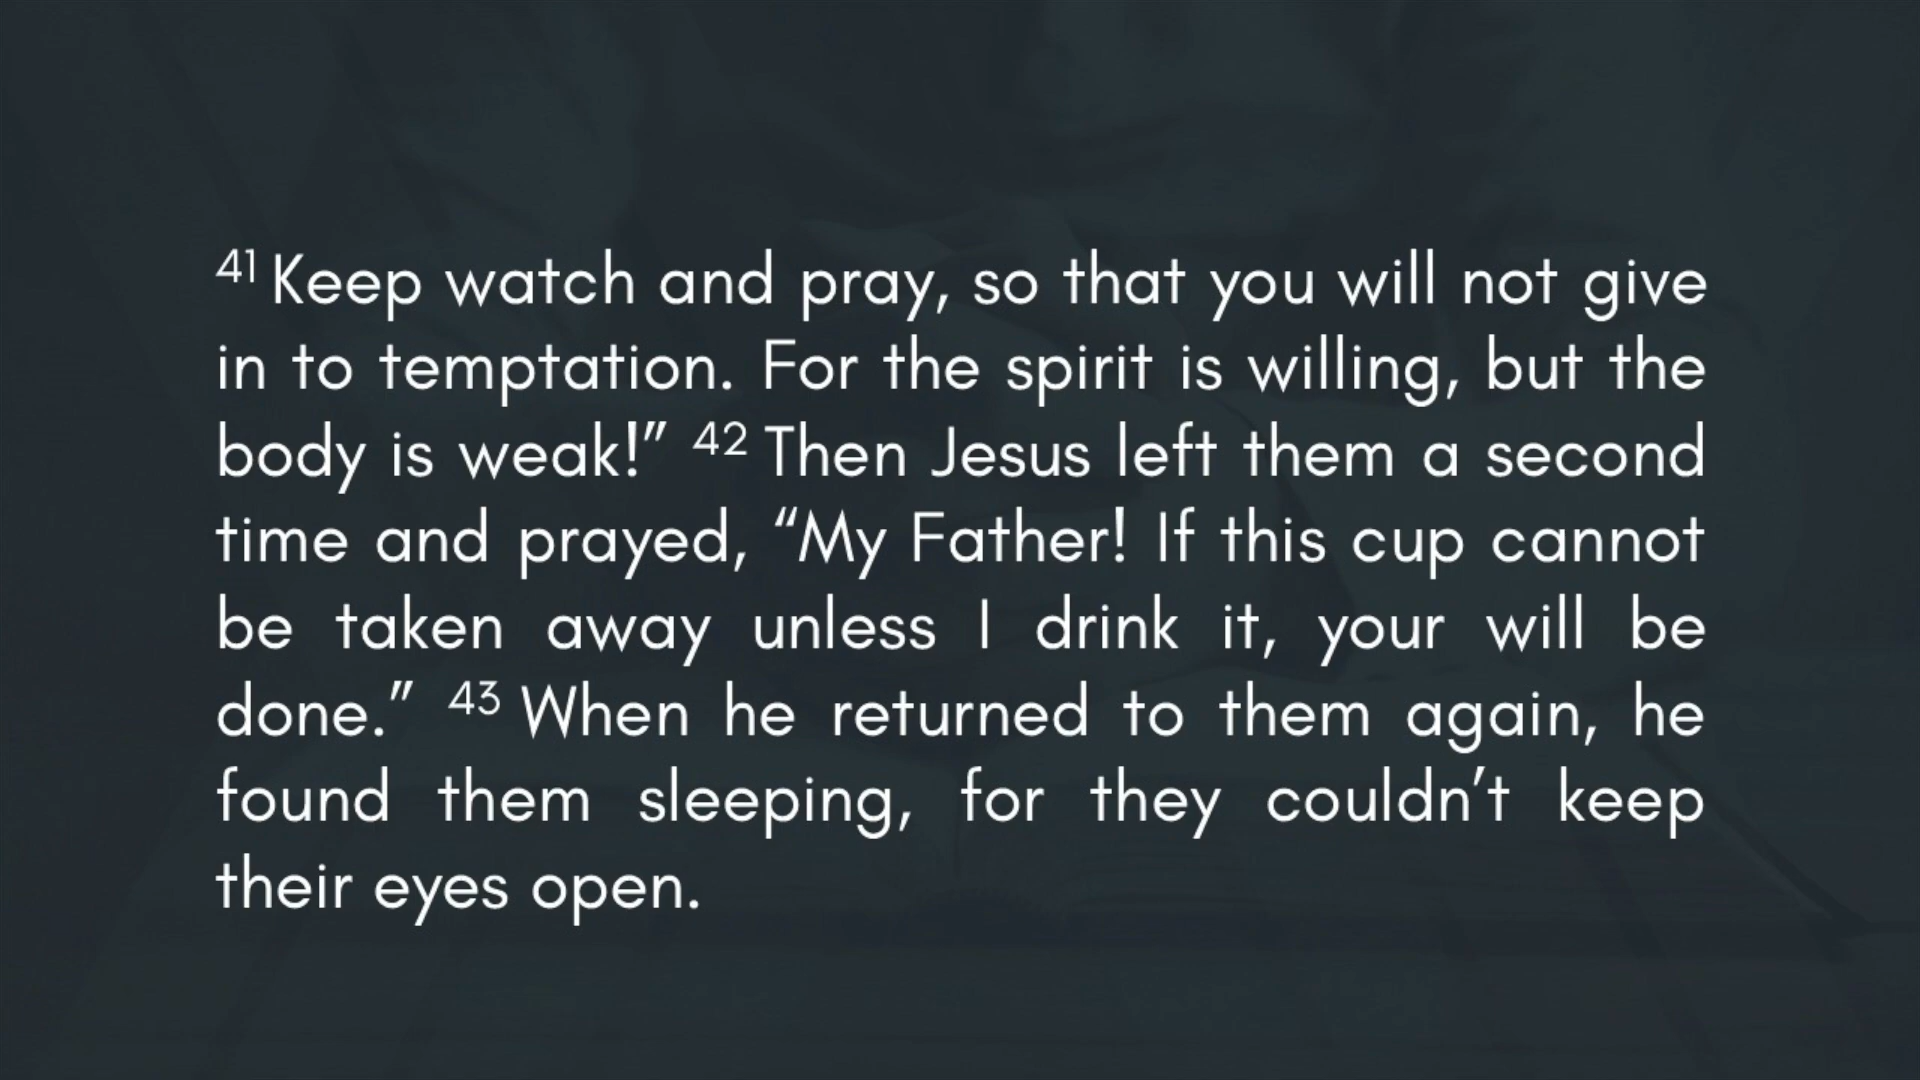 41 Keep watch and pray, so that you will not give
in to temptation. For the spirit is willing, but the
body is weak!” 42 Then Jesus left them a second
time and prayed, “My Father! If this cup cannot
be taken away unless I drink it, your will be
done.” 43 When he returned to them again, he
found them sleeping, for they couldn’t keep
their eyes open.